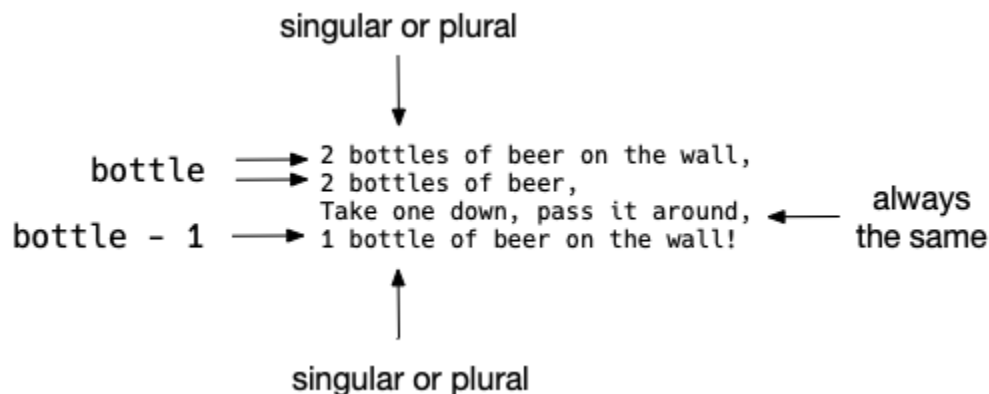 singular or plural
bottle
2 bottles of beer on the wall,
2 bottles of beer,
Take one down, pass it around,
bottle - 1
1 bottle of beer on the wall!
always
the same
singular or plural